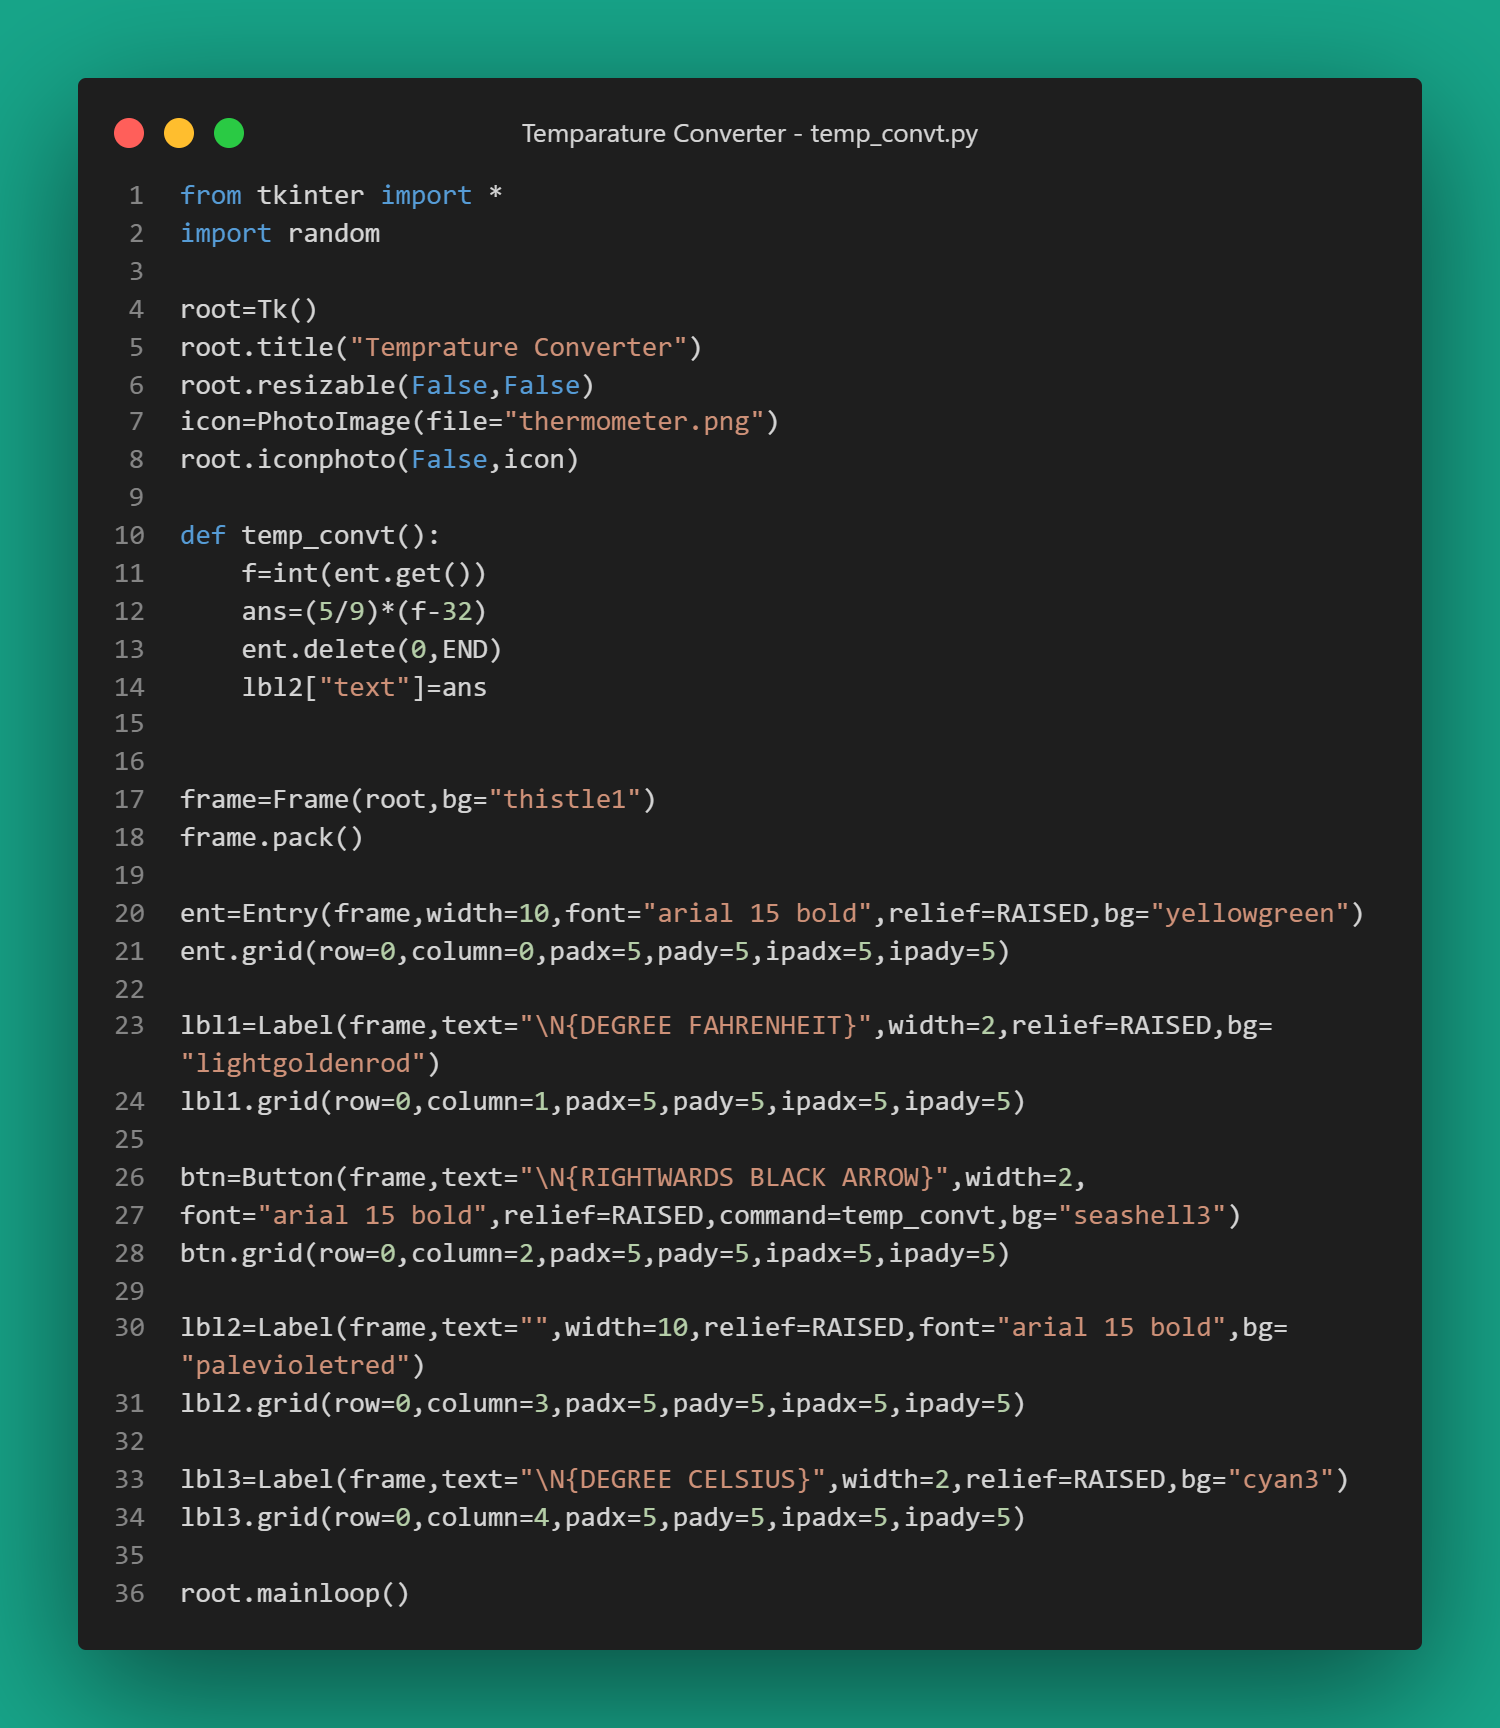 Temparature Converter - temp_convt.py
1 from tkinter import *
2 import random
3
4 root=Tk()
5 root.title("Temprature Converter")
6 root.resizable(False,False)
7 icon=PhotoImage(file="thermometer.png")
8 root.iconphoto(False,icon)
9
10 def temp_convt():
11     f=int(ent.get())
12     ans=(5/9)*(f-32)
13     ent.delete(0,END)
14     lbl2["text"]=ans
15
16
17 frame=Frame(root,bg="thistle1")
18 frame.pack()
19
20 ent=Entry(frame,width=10,font="arial 15 bold",relief=RAISED,bg="yellowgreen")
21 ent.grid(row=0,column=0,padx=5,pady=5,ipadx=5,ipady=5)
22
23 lbl1=Label(frame,text="\N{DEGREE FAHRENHEIT}",width=2,relief=RAISED,bg=
"lightgoldenrod")
24 lbl1.grid(row=0,column=1,padx=5,pady=5,ipadx=5,ipady=5)
25
26 btn=Button(frame,text="\N{RIGHTWARDS BLACK ARROW}",width=2,
27 font="arial 15 bold",relief=RAISED,command=temp_convt,bg="seashell3")
28 btn.grid(row=0,column=2,padx=5,pady=5,ipadx=5,ipady=5)
29
30 lbl2=Label(frame,text="",width=10,relief=RAISED,font="arial 15 bold",bg=
"palevioletred")
31 lbl2.grid(row=0,column=3,padx=5,pady=5,ipadx=5,ipady=5)
32
33 lbl3=Label(frame,text="\N{DEGREE CELSIUS}",width=2,relief=RAISED,bg="cyan3")
34 lbl3.grid(row=0,column=4,padx=5,pady=5,ipadx=5,ipady=5)
35
36 root.mainloop()